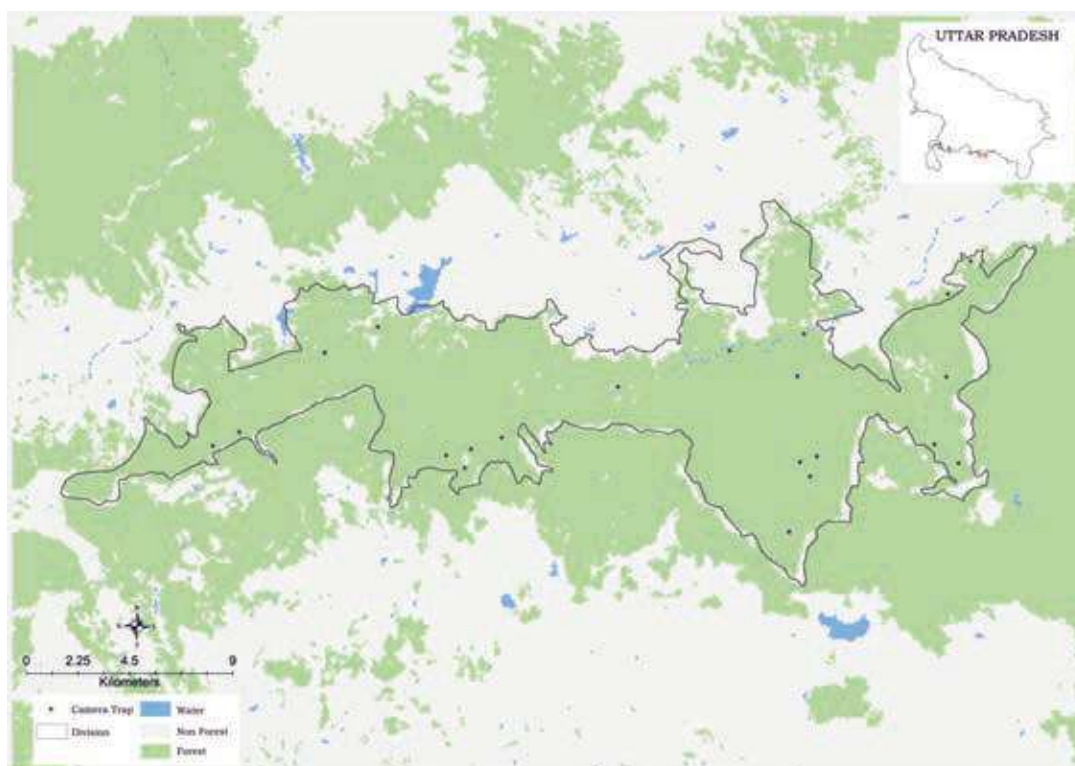 UTTAR PRADESH
0 2.25 4.5 9
Kilometers
Camera Trap
Division
Water
Non Forest
Forest